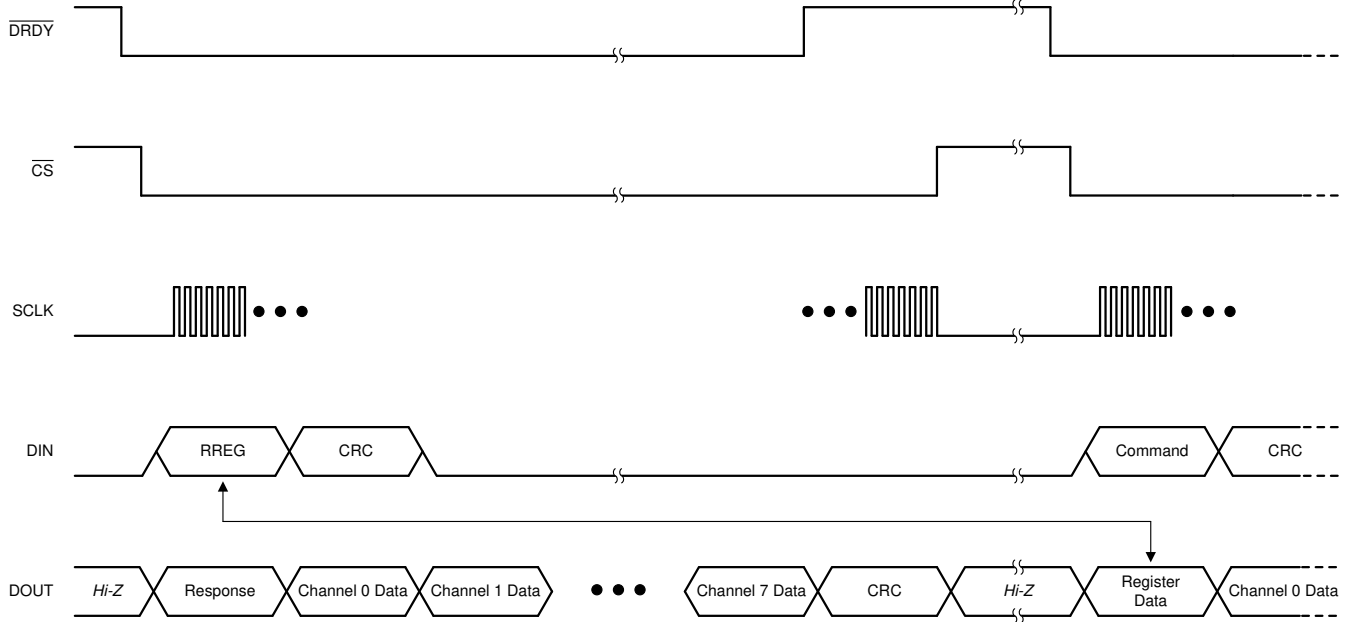 DRDY
CS
SCLK
DIN
RREG
CRC
Command
CRC
DOUT
Hi-Z
Response
Channel 0 Data
Channel 1 Data
Channel 7 Data
CRC
Hi-Z
Register
Data
Channel 0 Data